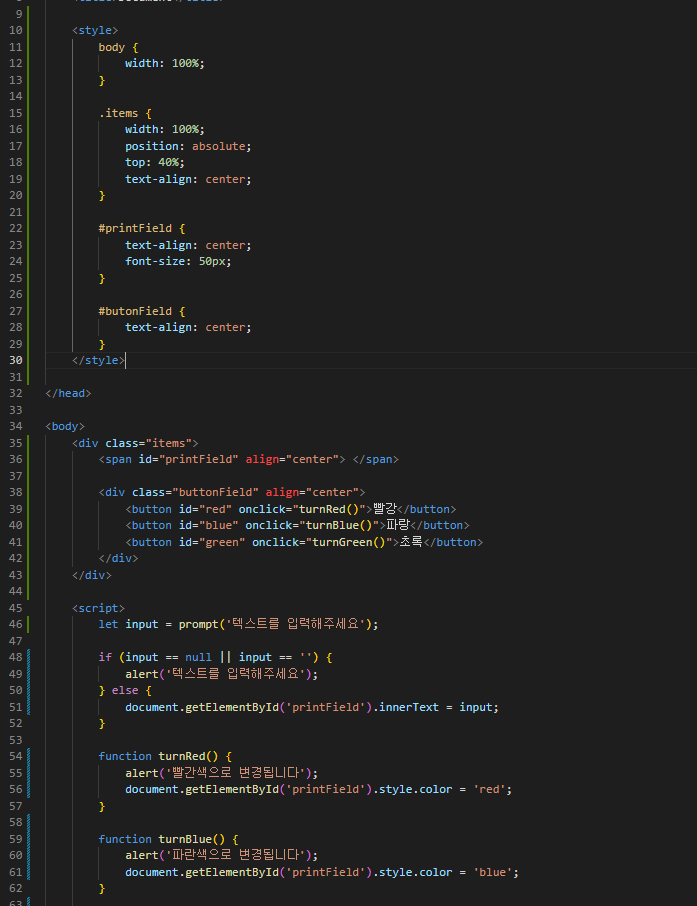 9
10 <style>
11 body {
12 width: 100%;
13 }
14
15 .items {
16 width: 100%;
17 position: absolute;
18 top: 40%;
19 text-align: center;
20 }
21
22 #printField {
23 text-align: center;
24 font-size: 50px;
25 }
26
27 #butonField {
28 text-align: center;
29 }
30 </style>
31
32 </head>
33
34 <body>
35 <div class="items">
36 <span id="printField" align="center"> </span>
37
38 <div class="buttonField" align="center">
39 <button id="red" onclick="turnRed()">빨강</button>
40 <button id="blue" onclick="turnBlue()">파랑</button>
41 <button id="green" onclick="turnGreen()">초록</button>
42 </div>
43 </div>
44
45 <script>
46 let input = prompt('텍스트를 입력해주세요');
47
48 if (input == null || input == '') {
49 alert('텍스트를 입력해주세요');
50 } else {
51 document.getElementById('printField').innerText = input;
52 }
53
54 function turnRed() {
55 alert('빨간색으로 변경됩니다');
56 document.getElementById('printField').style.color = 'red';
57 }
58
59 function turnBlue() {
60 alert('파란색으로 변경됩니다');
61 document.getElementById('printField').style.color = 'blue';
62 }
63